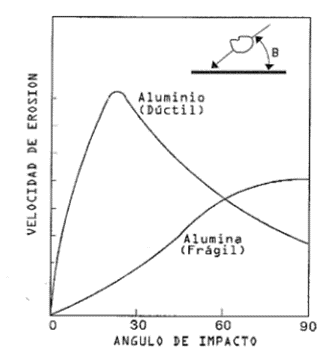 B
Aluminio
(Dúctil)
Alumina
(Frágil)
VELOCIDAD DE EROSION
0
30
60
90
ANGULO DE IMPACTO